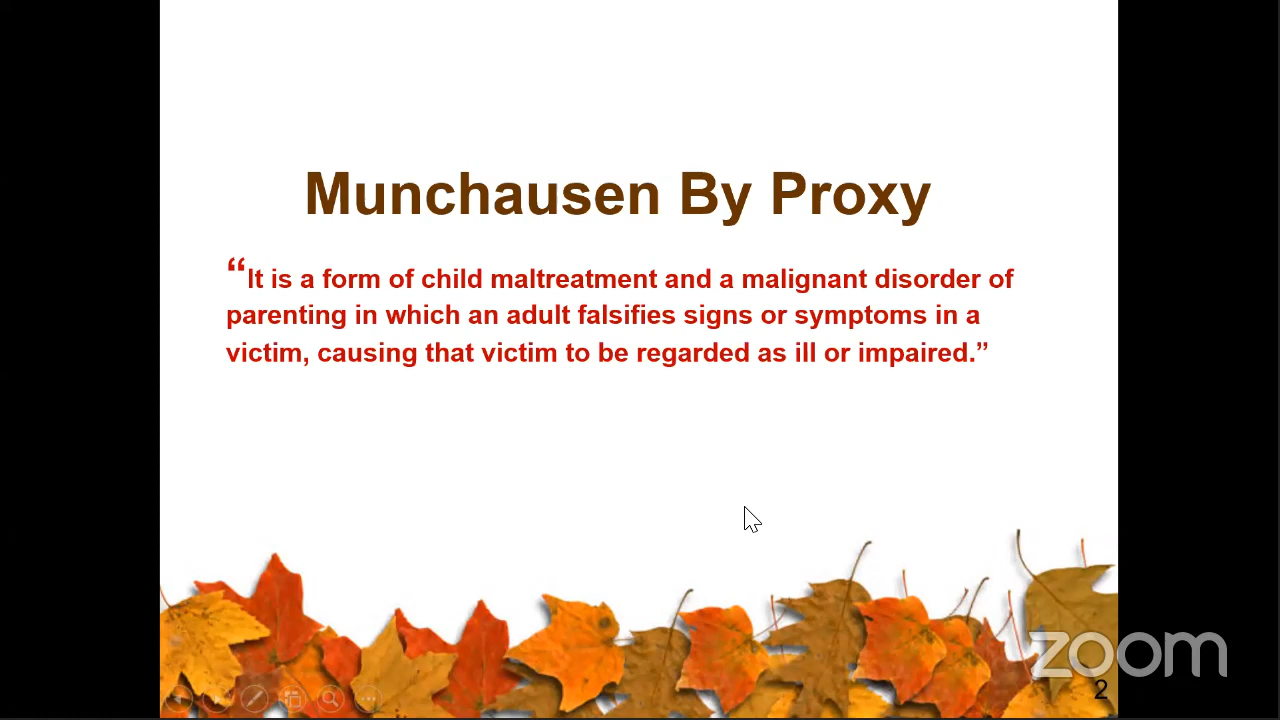 Munchausen By Proxy
“It is a form of child maltreatment and a malignant disorder of
parenting in which an adult falsifies signs or symptoms in a
victim, causing that victim to be regarded as ill or impaired.”
zoom
2